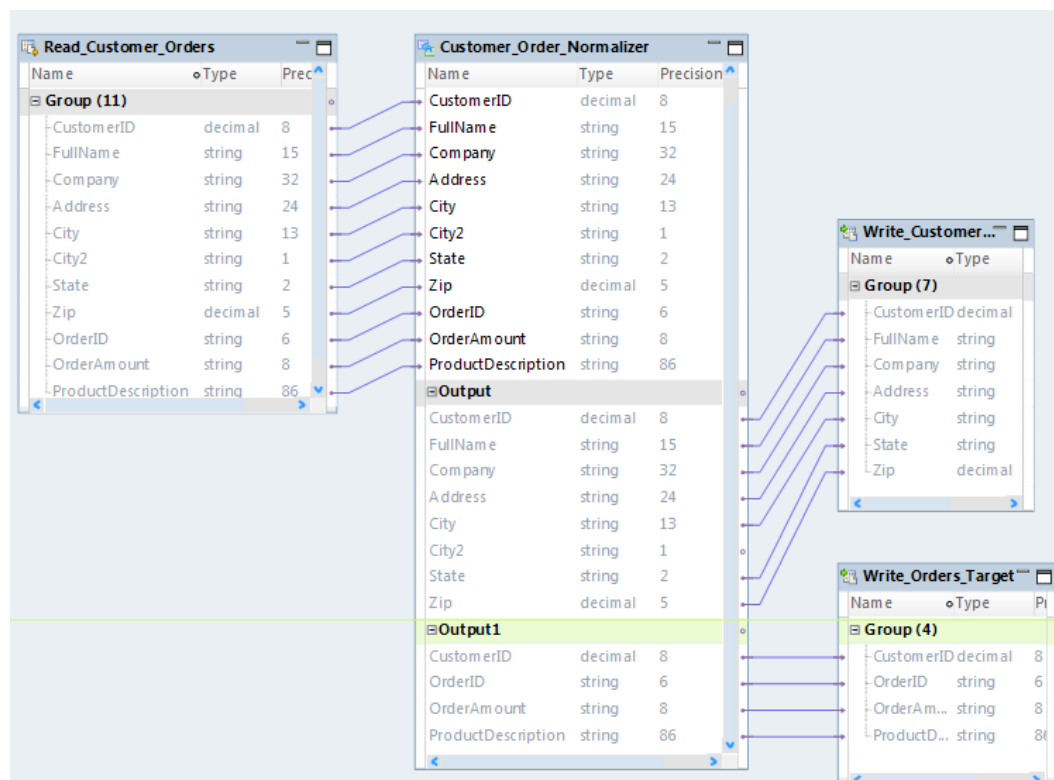 Read_Customer_Orders
Name Type Prec
Group (11)
CustomerID decimal 8
FullName string 15
Company string 32
Address string 24
City string 13
City2 string 1
State string 2
Zip decimal 5
OrderID string 6
OrderAmount string 8
ProductDescription string 86
Customer_Order_Normalizer
Name Type Precision
CustomerID decimal 8
FullName string 15
Company string 32
Address string 24
City string 13
City2 string 1
State string 2
Zip decimal 5
OrderID string 6
OrderAmount string 8
ProductDescription string 86
Output
CustomerID decimal 8
FullName string 15
Company string 32
Address string 24
City string 13
City2 string 1
State string 2
Zip decimal 5
Output1
CustomerID decimal 8
OrderID string 6
OrderAmount string 8
ProductDescription string 86
Write_Customer...
Name Type
Group (7)
CustomerID decimal
FullName string
Company string
Address string
City string
State string
Zip decimal
Write_Orders_Target
Name Type
Group (4)
CustomerID decimal 8
OrderID string 6
OrderAm... string 8
ProductD... string 86